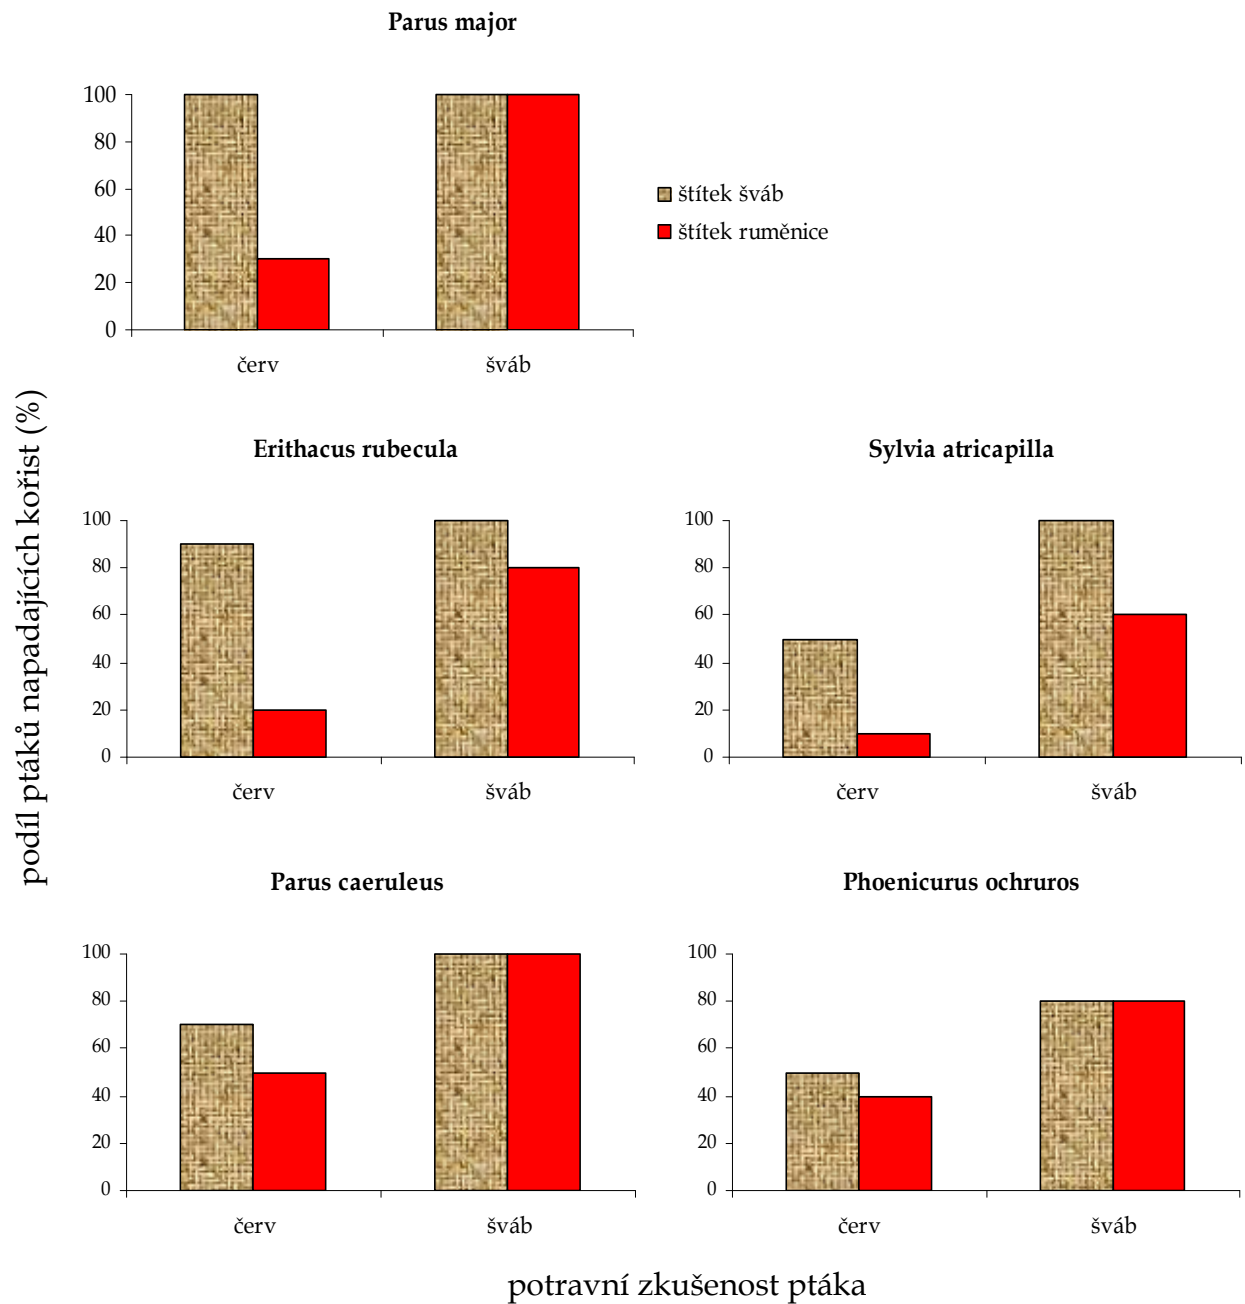 Parus major
100
80
60
40
20
0
červ šváb
štítek šváb
štítek ruměnice
podíl ptáků napadajících kořist (%)
Erithacus rubecula
100
80
60
40
20
0
červ šváb
Sylvia atricapilla
100
80
60
40
20
0
červ šváb
Parus caeruleus
100
80
60
40
20
0
červ šváb
Phoenicurus ochruros
100
80
60
40
20
0
červ šváb
potravní zkušenost ptáka